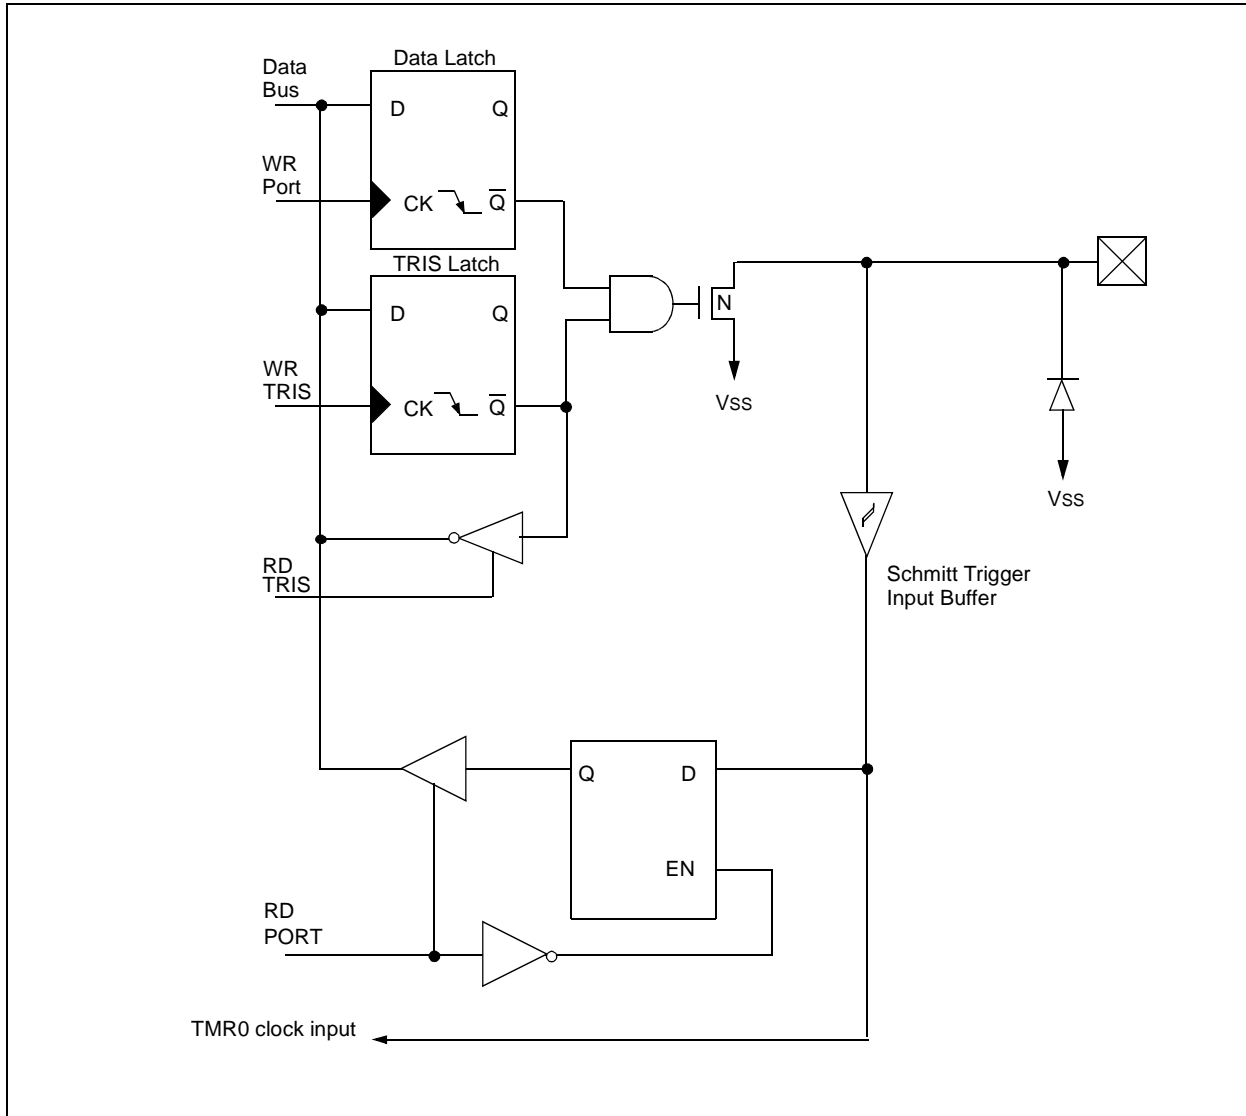 Data Latch
Data
Bus
D
Q
WR
Port
CK
Q̅
TRIS Latch
D
Q
N
WR
TRIS
CK
Q̅
VSS
VSS
RD
TRIS
Schmitt Trigger
Input Buffer
Q
D
EN
RD
PORT
TMR0 clock input